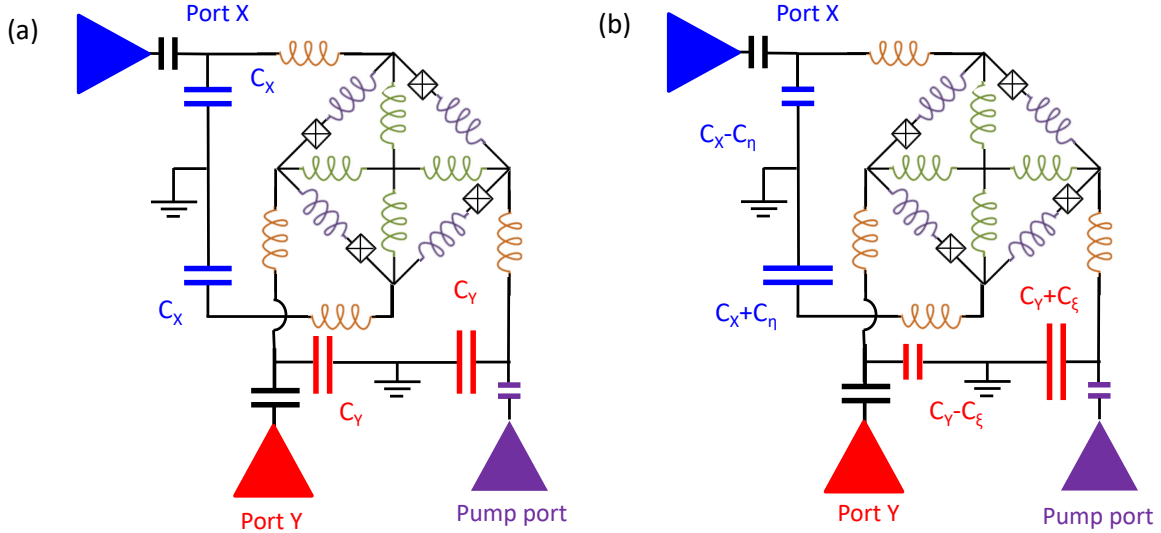 (a)
Port X
C_X
C_X
C_Y
C_Y
Port Y
Pump port
(b)
Port X
C_X-C_η
C_X+C_η
C_Y+C_ξ
C_Y-C_ξ
Port Y
Pump port